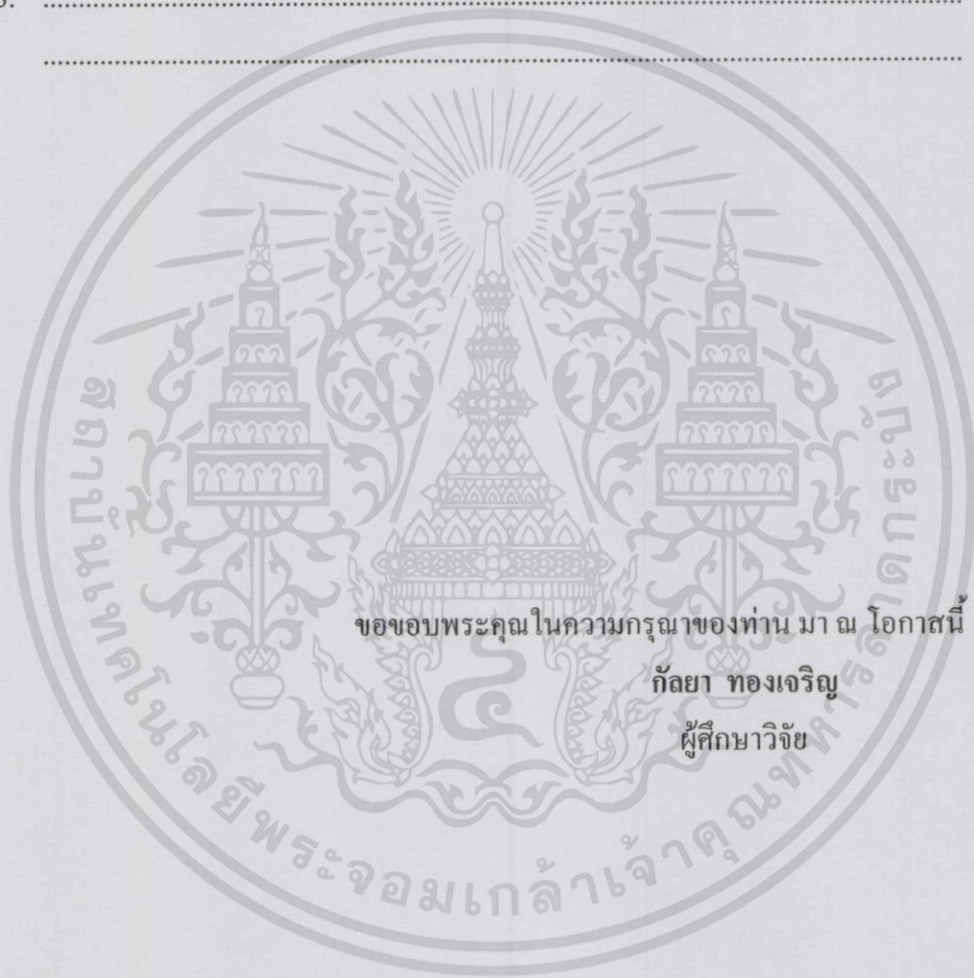 ........................................................................................................................
........................................................................................................................
ขอขอบพระคุณในความกรุณาของท่าน มา ณ โอกาสนี้
กัลยา ทองเจริญ
ผู้ศึกษาวิจัย
สถาบันเทคโนโลยีพระจอมเกล้าเจ้าคุณทหารลาดกระบัง
๔